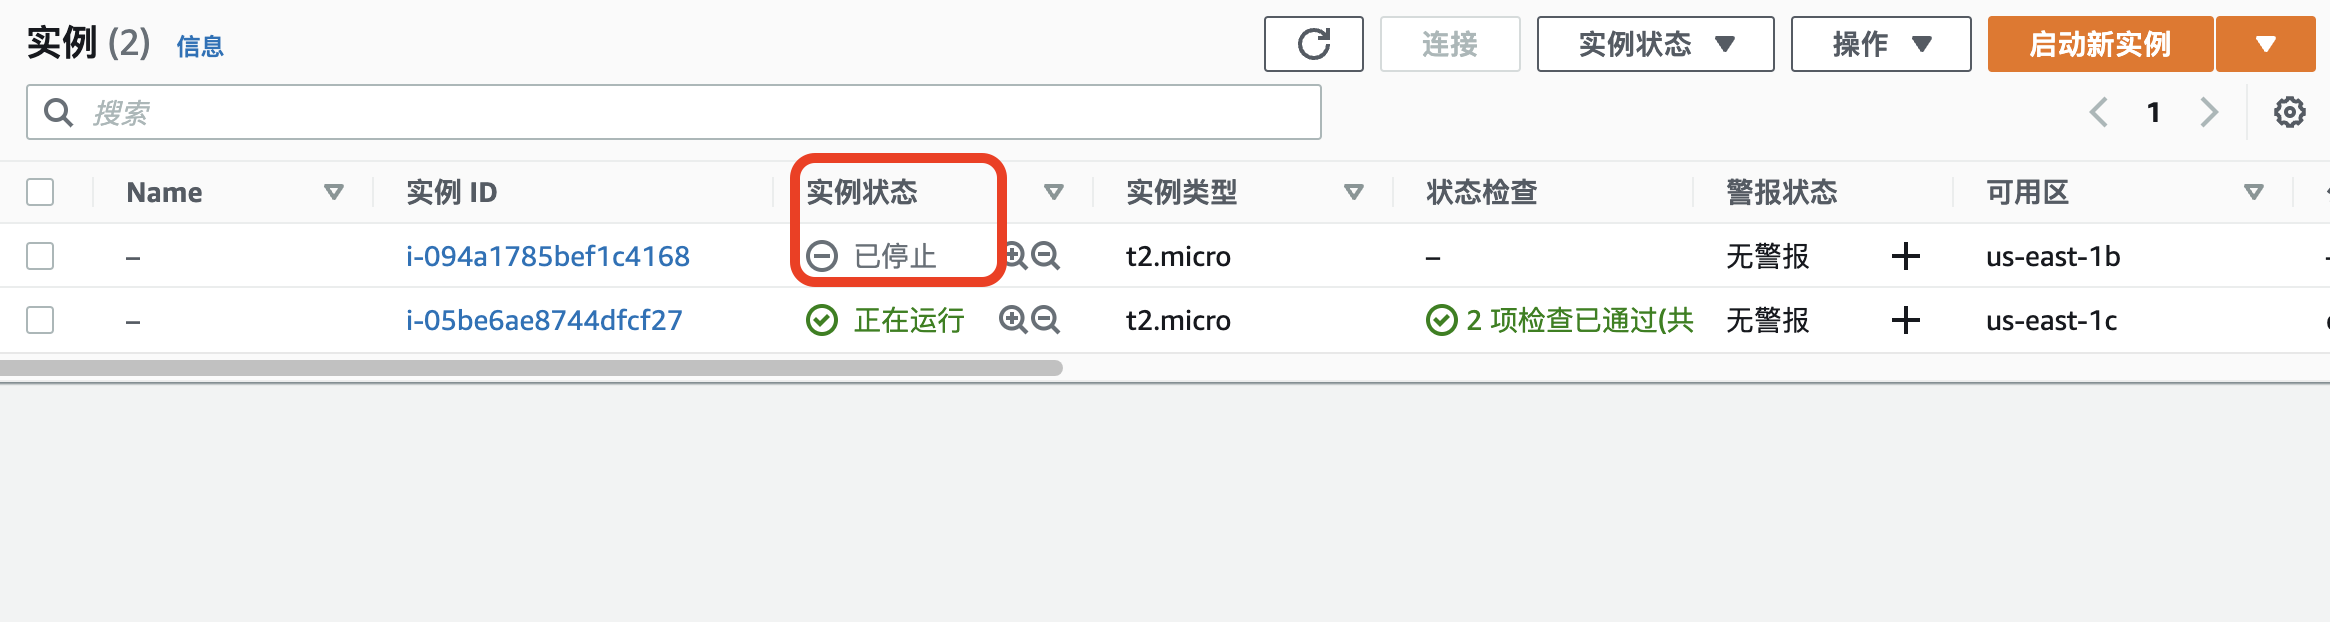 实例 (2) 信息 连接 实例状态 操作 启动新实例
搜索 1
Name 实例 ID 实例状态 实例类型 状态检查 警报状态 可用区
– i-094a1785bef1c4168 已停止 t2.micro – 无警报 + us-east-1b
– i-05be6ae8744dfcf27 正在运行 t2.micro 2 项检查已通过(共 无警报 + us-east-1c